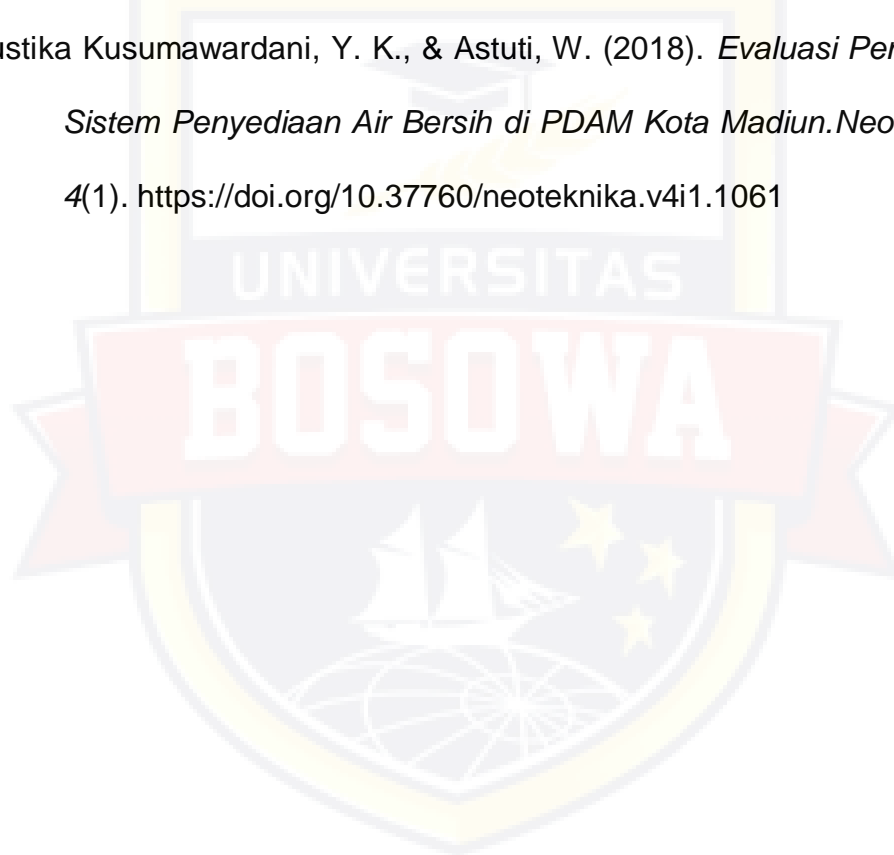 ustika Kusumawardani, Y. K., & Astuti, W. (2018). Evaluasi Per
Sistem Penyediaan Air Bersih di PDAM Kota Madiun.Neo
4(1). https://doi.org/10.37760/neoteknika.v4i1.1061
UNIVERSITAS
BOSOWA